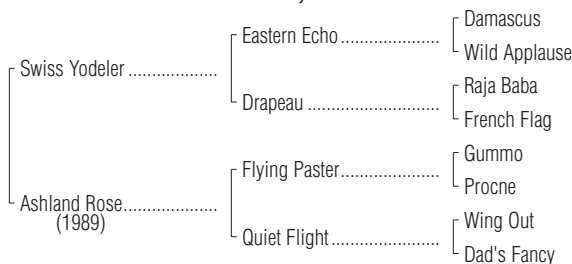 Damascus
Eastern Echo......................
Wild Applause
Swiss Yodeler ...................
Raja Baba
Drapeau .............................
French Flag
Gummo
Flying Paster......................
Procne
Ashland Rose....................
(1989)
Wing Out
Quiet Flight........................
Dad's Fancy